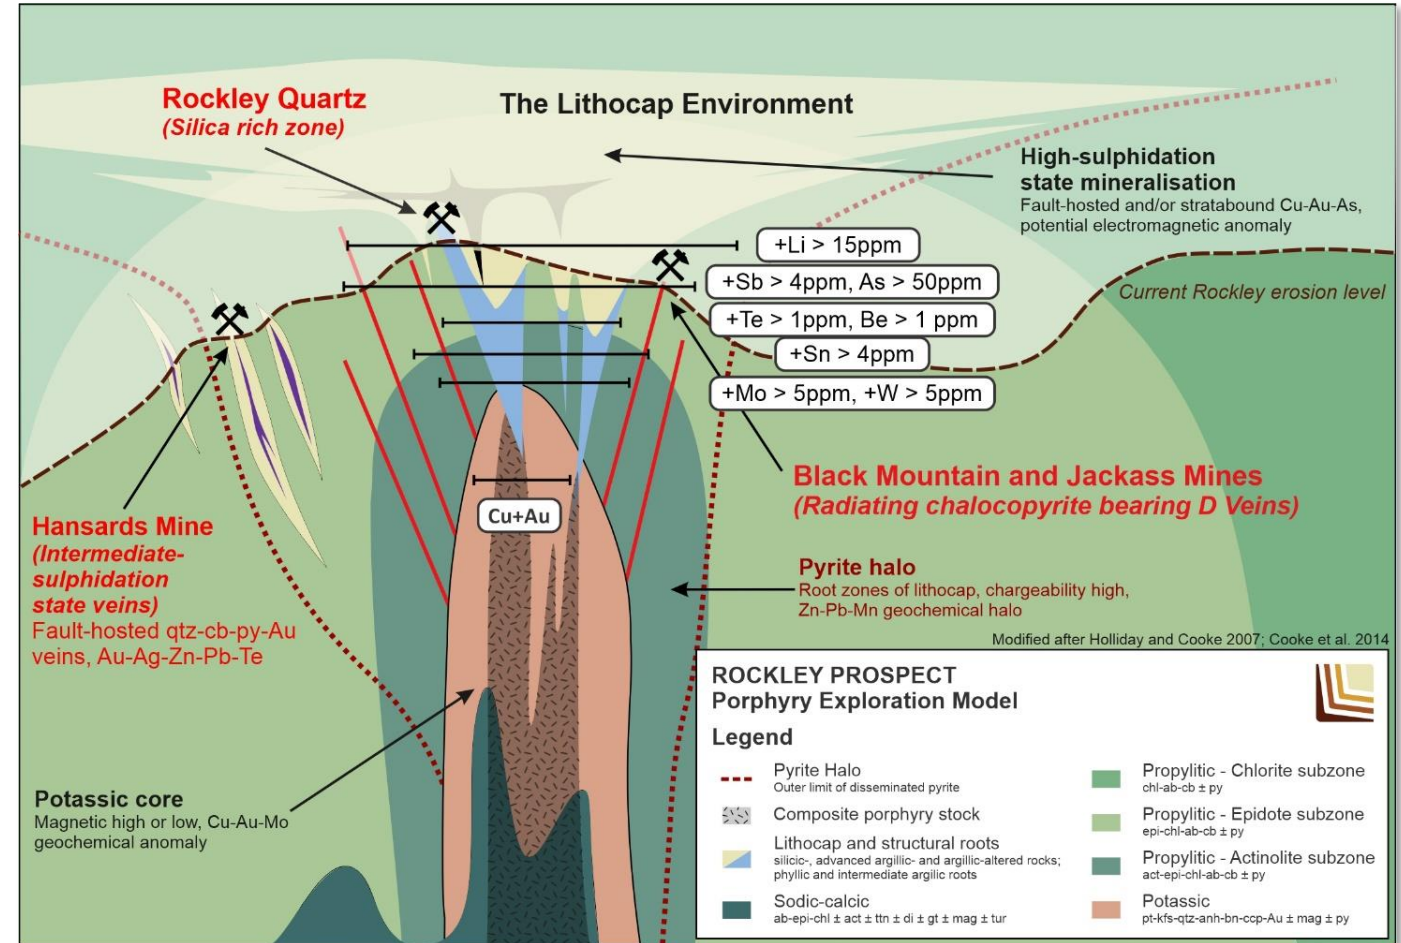 Rockley Quartz
(Silica rich zone)
The Lithocap Environment
High-sulphidation
state mineralisation
Fault-hosted and/or stratabound Cu-Au-As,
potential electromagnetic anomaly
+Li > 15ppm
+Sb > 4ppm, As > 50ppm
+Te > 1ppm, Be > 1 ppm
+Sn > 4ppm
+Mo > 5ppm, +W > 5ppm
Current Rockley erosion level
Cu+Au
Black Mountain and Jackass Mines
(Radiating chalocopyrite bearing D Veins)
Hansards Mine
(Intermediate-
sulphidation
state veins)
Fault-hosted qtz-cb-py-Au
veins, Au-Ag-Zn-Pb-Te
Pyrite halo
Root zones of lithocap, chargeability high,
Zn-Pb-Mn geochemical halo
Potassic core
Magnetic high or low, Cu-Au-Mo
geochemical anomaly
Modified after Holliday and Cooke 2007; Cooke et al. 2014
ROCKLEY PROSPECT
Porphyry Exploration Model
Legend
Pyrite Halo
Outer limit of disseminated pyrite
Composite porphyry stock
Lithocap and structural roots
silicic-, advanced argillic- and argillic-altered rocks;
phyllic and intermediate argilic roots
Sodic-calcic
ab-epi-chl ± act ± ttn ± di ± gt ± mag ± tur
Propylitic - Chlorite subzone
chl-ab-cb ± py
Propylitic - Epidote subzone
epi-chl-ab-cb ± py
Propylitic - Actinolite subzone
act-epi-chl-ab-cb ± py
Potassic
pt-kfs-qtz-anh-bn-ccp-Au ± mag ± py